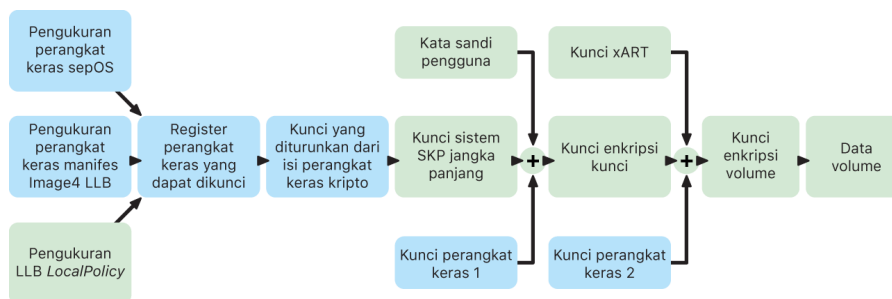 Pengukuran
perangkat
keras sepOS
Kata sandi
pengguna
Kunci xART
Pengukuran
perangkat
keras manifes
Image4 LLB
Register
perangkat
keras yang
dapat dikunci
Kunci yang
diturunkan dari
isi perangkat
keras kripto
Kunci sistem
SKP jangka
panjang
+
Kunci enkripsi
kunci
+
Kunci
enkripsi
volume
Data
volume
Pengukuran
LLB LocalPolicy
Kunci perangkat
keras 1
Kunci perangkat
keras 2